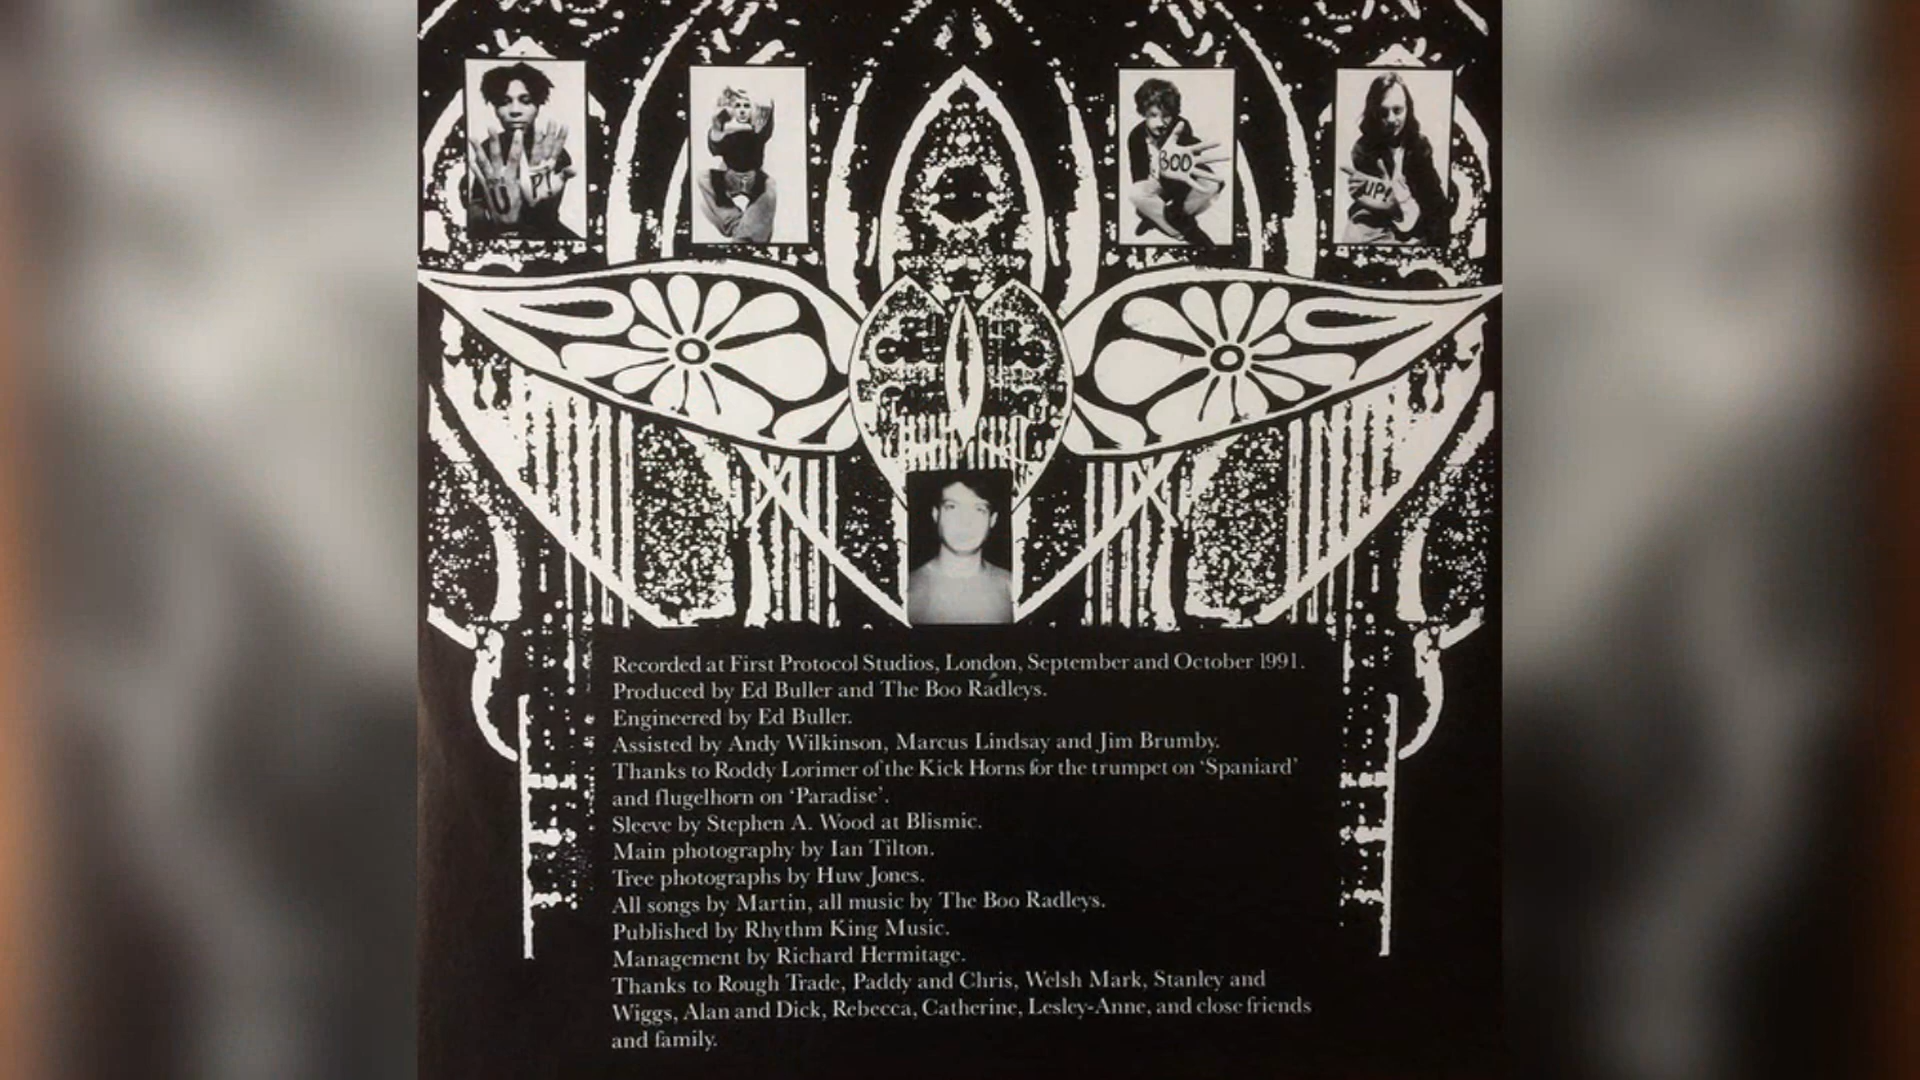 UP!
BOO
UP!
Recorded at First Protocol Studios, London, September and October 1991.
Produced by Ed Buller and The Boo Radleys.
Engineered by Ed Buller.
Assisted by Andy Wilkinson, Marcus Lindsay and Jim Brumby.
Thanks to Roddy Lorimer of the Kick Horns for the trumpet on ‘Spaniard’
and flugelhorn on ‘Paradise’.
Sleeve by Stephen A. Wood at Blismic.
Main photography by Ian Tilton.
Tree photographs by Huw Jones.
All songs by Martin, all music by The Boo Radleys.
Published by Rhythm King Music.
Management by Richard Hermitage.
Thanks to Rough Trade, Paddy and Chris, Welsh Mark, Stanley and
Wiggs, Alan and Dick, Rebecca, Catherine, Lesley-Anne, and close friends
and family.